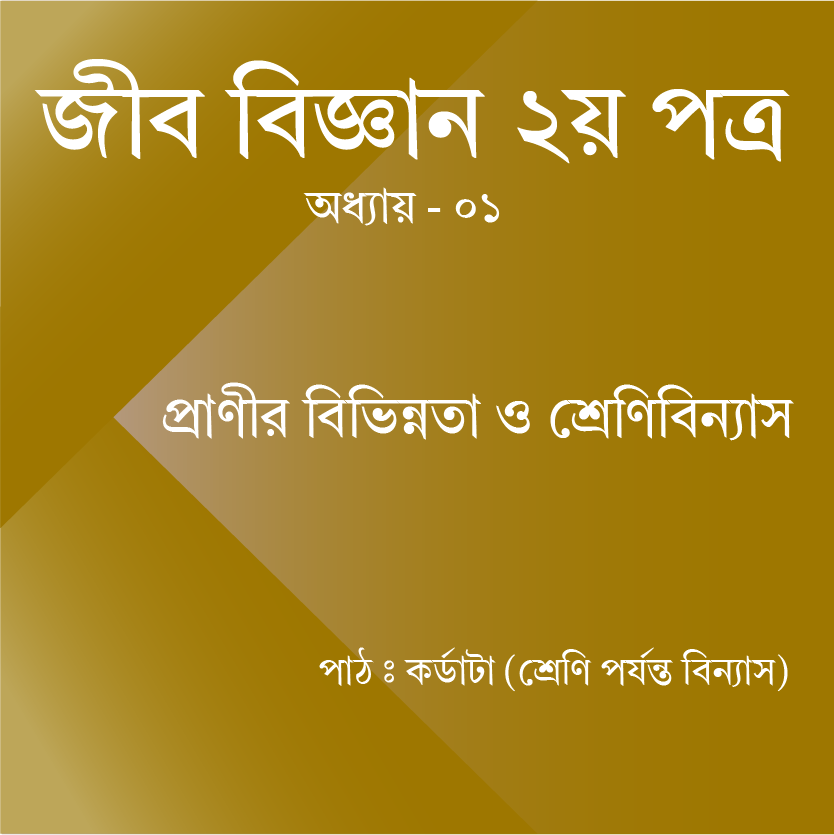 জীব বিজ্ঞান ২য় পত্র
অধ্যায় - ০১
প্রাণীর বিভিন্নতা ও শ্রেণিবিন্যাস
পাঠ ঃ কর্ডাটা (শ্রেণি পর্যন্ত বিন্যাস)